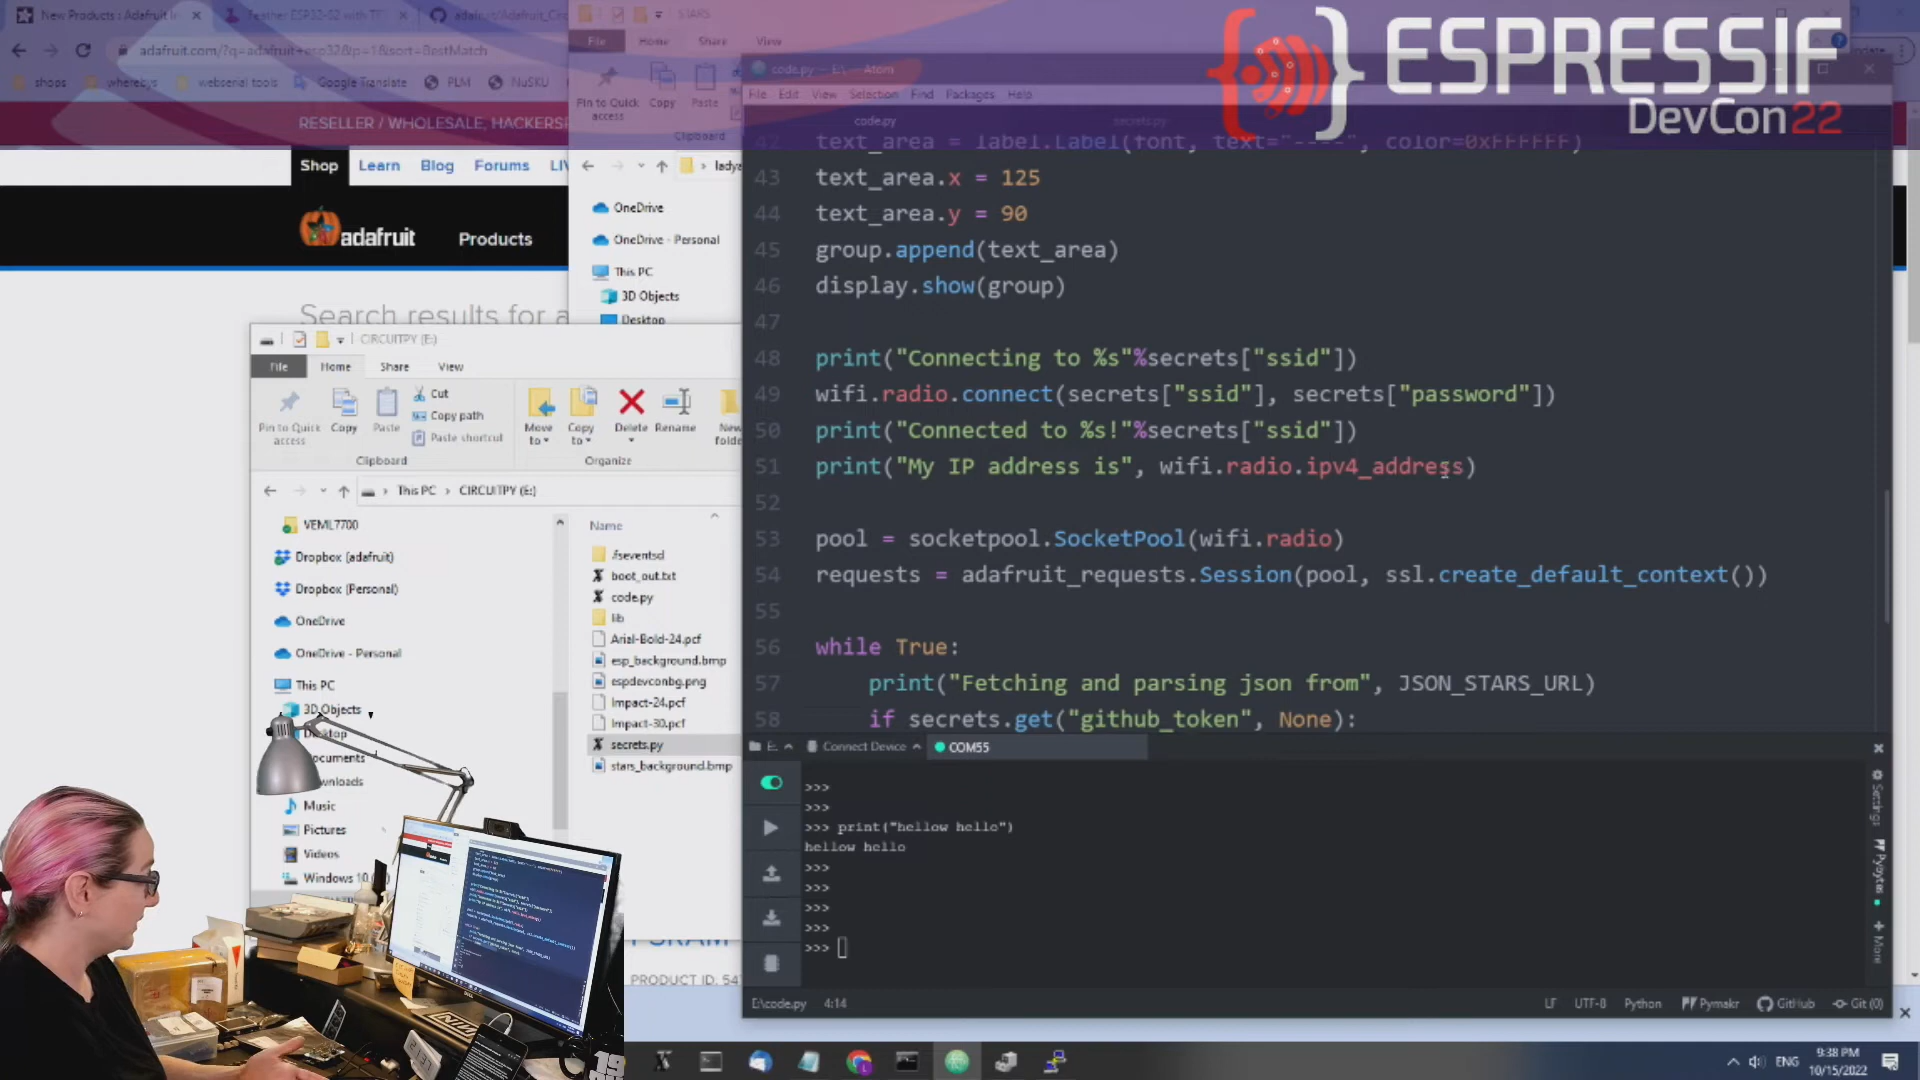 New Products : Adafruit In
Feather ESP32-S2 with TF
adafruit/Adafruit_Circ
STARS
ESPRESSIF
DevCon22
adafruit.com/?q=adafruit+esp32&p=1&sort=BestMatch
File Home Share View
shops wherebys webserial tools Google Translate PLM NuSKU
Pin to Quick access
Copy
Paste
Clipboard
code.py — E:\ — Atom
File Edit View Selection Find Packages Help
RESELLER / WHOLESALE, HACKERSP
Shop Learn Blog Forums LIV
ladya
adafruit
Products
OneDrive
OneDrive - Personal
This PC
3D Objects
Desktop
Search results for a
code.py
secrets.py
42 text_area = label.Label(font, text="----", color=0xFFFFFF)
43 text_area.x = 125
44 text_area.y = 90
45 group.append(text_area)
46 display.show(group)
47
48 print("Connecting to %s"%secrets["ssid"])
49 wifi.radio.connect(secrets["ssid"], secrets["password"])
50 print("Connected to %s!"%secrets["ssid"])
51 print("My IP address is", wifi.radio.ipv4_address)
52
53 pool = socketpool.SocketPool(wifi.radio)
54 requests = adafruit_requests.Session(pool, ssl.create_default_context())
55
56 while True:
57 print("Fetching and parsing json from", JSON_STARS_URL)
58 if secrets.get("github_token", None):
CIRCUITPY (E:)
File Home Share View
Pin to Quick access
Copy
Paste
Cut
Copy path
Paste shortcut
Move to
Copy to
Delete
Rename
New folde
Clipboard
Organize
This PC > CIRCUITPY (E:)
VEML7700
Dropbox (adafruit)
Dropbox (Personal)
OneDrive
OneDrive - Personal
This PC
3D Objects
Desktop
ocuments
ownloads
Music
Pictures
Videos
Windows 10
Name
.fseventsd
boot_out.txt
code.py
lib
Arial-Bold-24.pcf
esp_background.bmp
espdevconbg.png
Impact-24.pcf
Impact-30.pcf
secrets.py
stars_background.bmp
PSRAM
PRODUCT ID: 547
E. Connect Device COM55
>>>
>>>
>>> print("hellow hello")
hellow hello
>>>
>>>
>>>
>>>
>>>
Settings
Pybytes
More
E:\code.py 4:14
LF UTF-8 Python Pymakr GitHub Git (0)
ENG
9:38 PM
10/15/2022